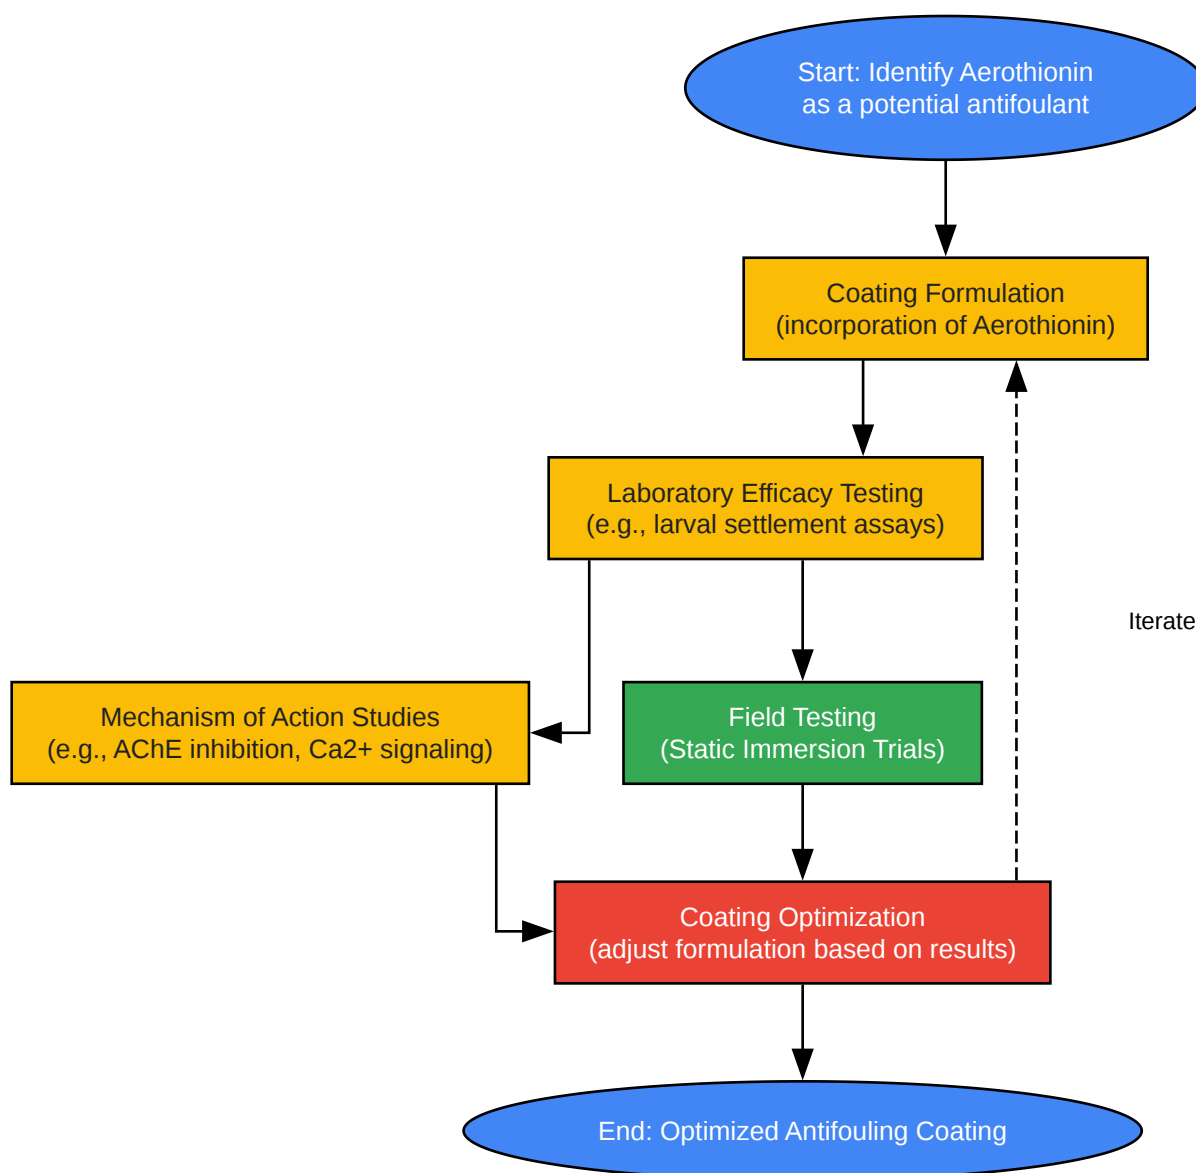 Start: Identify Aerothionin
as a potential antifoulant
Coating Formulation
(incorporation of Aerothionin)
Laboratory Efficacy Testing
(e.g., larval settlement assays)
Iterate
Mechanism of Action Studies
(e.g., AChE inhibition, Ca2+ signaling)
Field Testing
(Static Immersion Trials)
Coating Optimization
(adjust formulation based on results)
End: Optimized Antifouling Coating